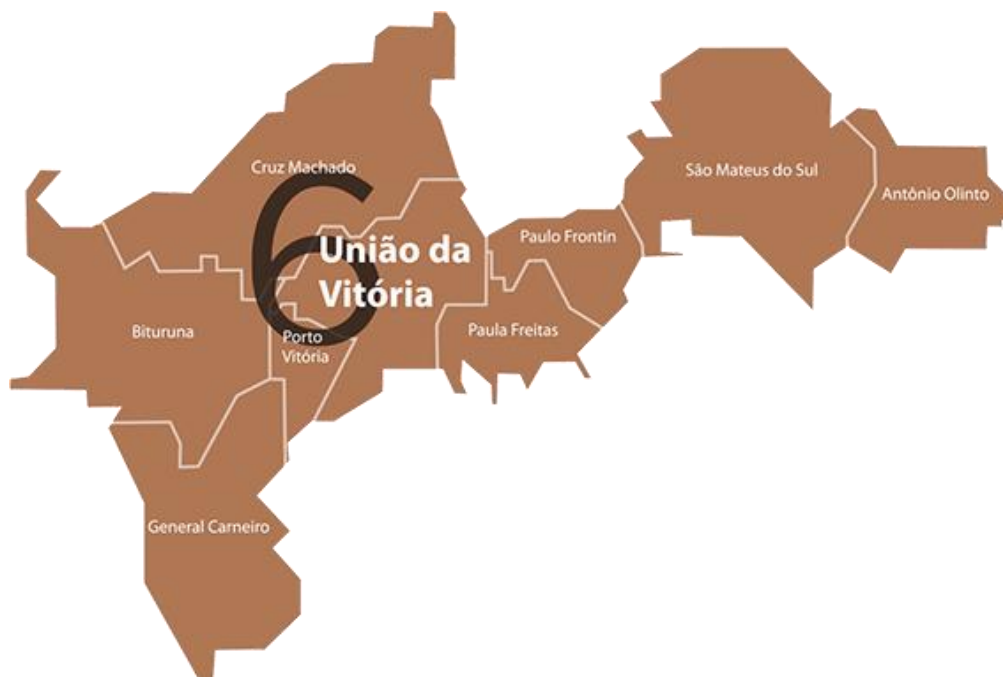 Cruz Machado
São Mateus do Sul
Antônio Olinto
6
União da
Vitória
Paulo Frontin
Bituruna
Porto
Vitória
Paula Freitas
General Carneiro